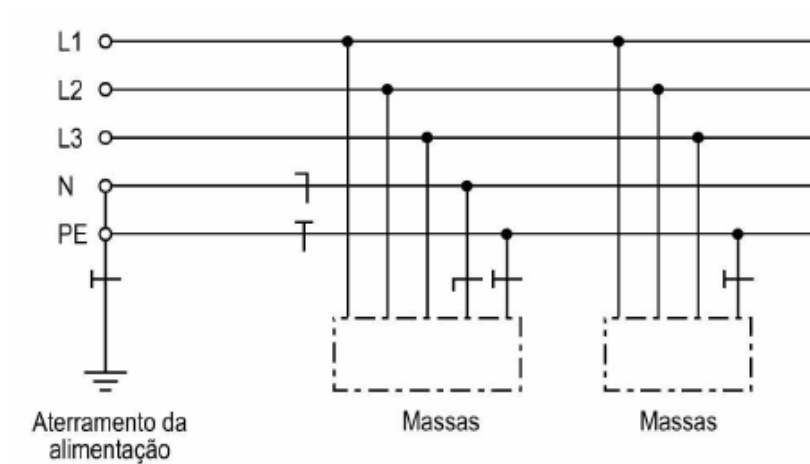 L1
L2
L3
N
PE
Aterramento da
alimentação
Massas
Massas